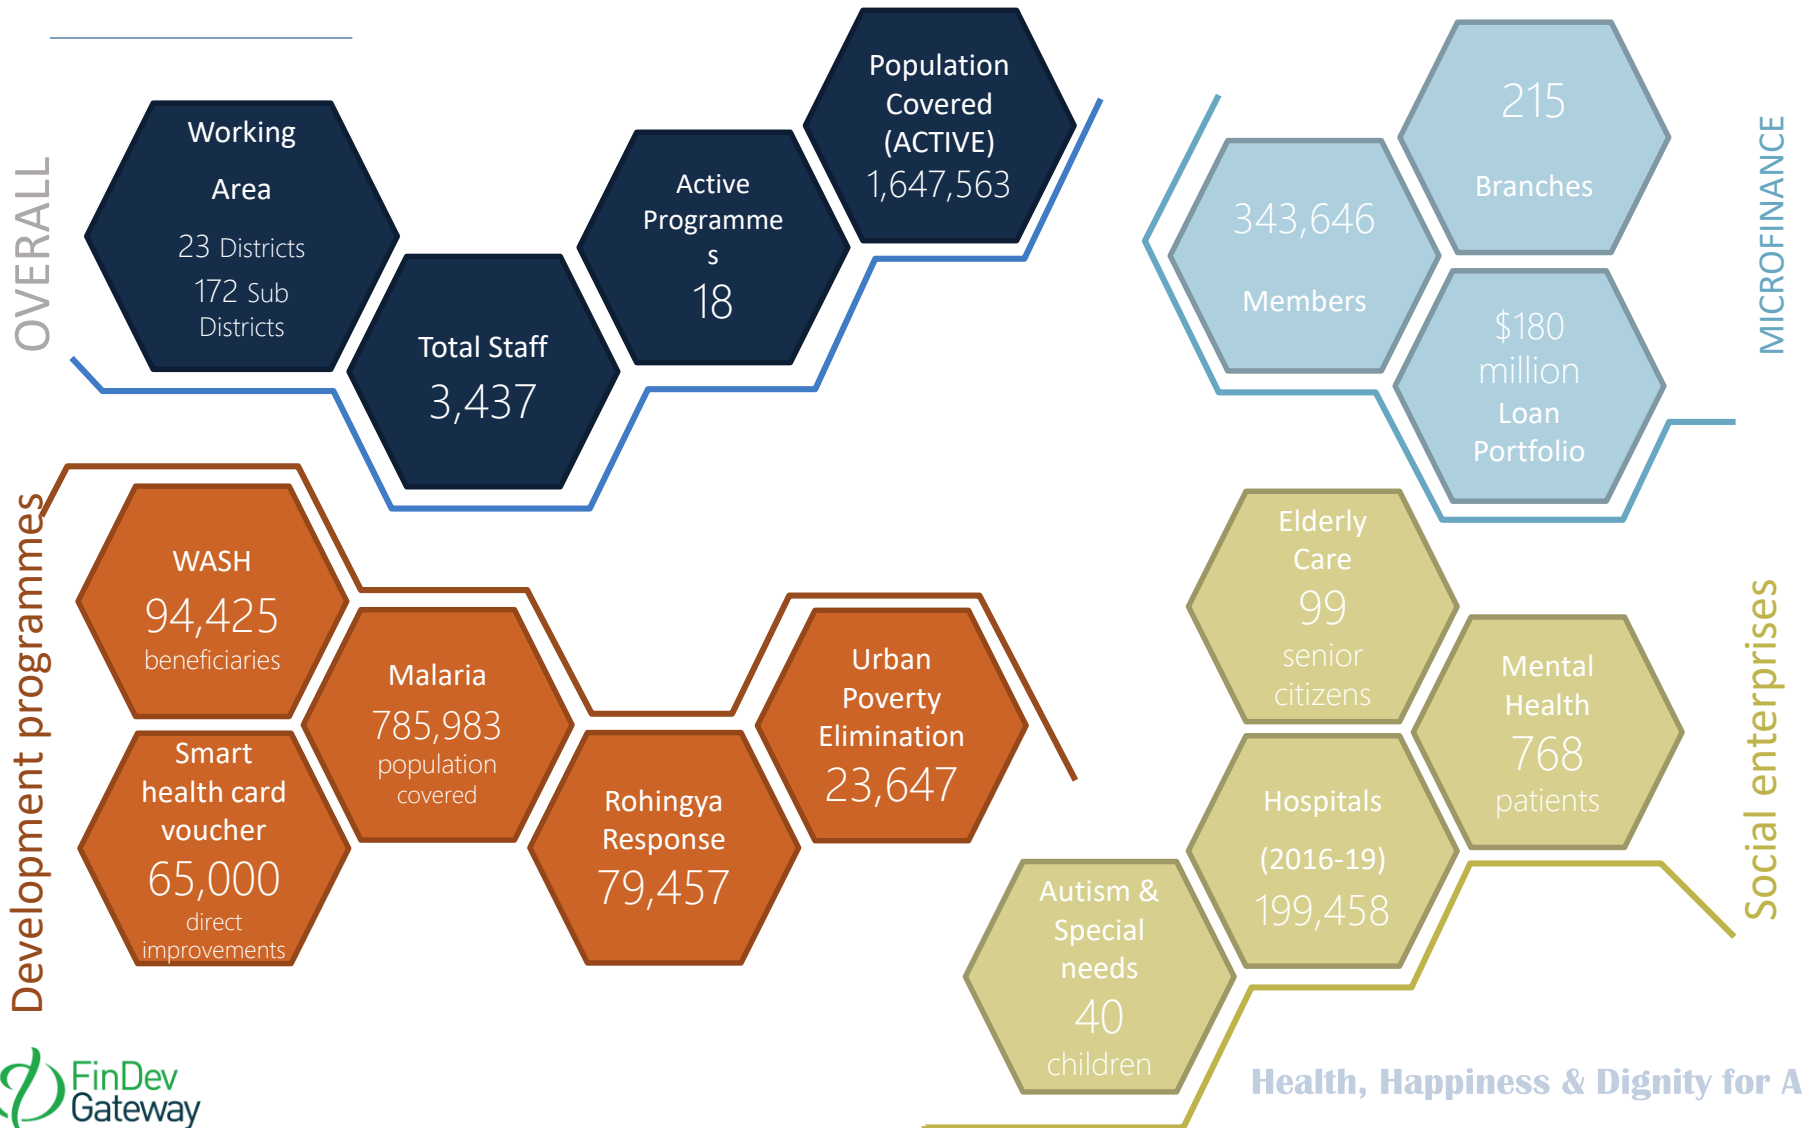 OVERALL
Working
Area
23 Districts
172 Sub
Districts
Total Staff
3,437
Active
Programme
s
18
Population
Covered
(ACTIVE)
1,647,563
MICROFINANCE
343,646
Members
215
Branches
$180
million
Loan
Portfolio
Development programmes
WASH
94,425
beneficiaries
Smart
health card
voucher
65,000
direct
improvements
Malaria
785,983
population
covered
Rohingya
Response
79,457
Urban
Poverty
Elimination
23,647
Social enterprises
Elderly
Care
99
senior
citizens
Mental
Health
768
patients
Hospitals
(2016-19)
199,458
Autism &
Special
needs
40
children
FinDev
Gateway
Health, Happiness & Dignity for A